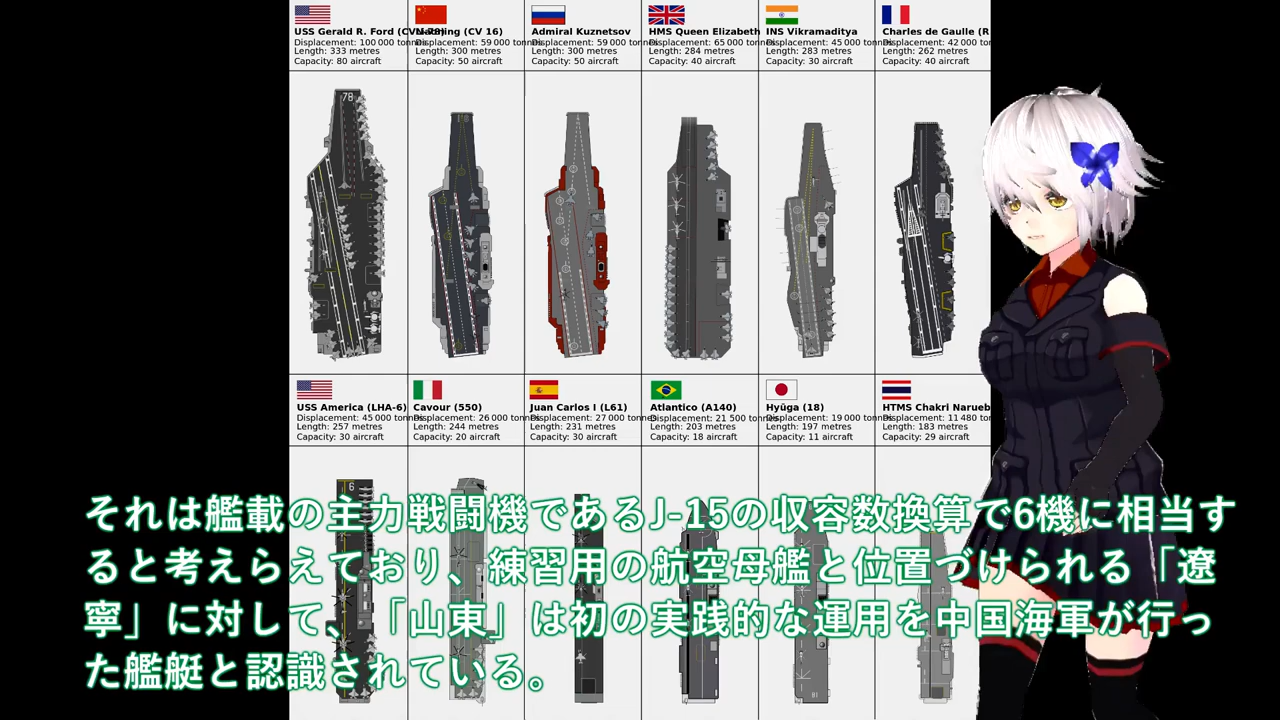 USS Gerald R. Ford (CVN-78)
Displacement: 100 000 tonnes
Length: 333 metres
Capacity: 80 aircraft
(CV 16)
Displacement: 59 000 tonnes
Length: 300 metres
Capacity: 50 aircraft
Admiral Kuznetsov
Displacement: 59 000 tonnes
Length: 300 metres
Capacity: 50 aircraft
HMS Queen Elizabeth
Displacement: 65 000 tonnes
Length: 284 metres
Capacity: 40 aircraft
INS Vikramaditya
Displacement: 45 000 tonnes
Length: 283 metres
Capacity: 30 aircraft
Charles de Gaulle (R
Displacement: 42 000 ton
Length: 262 metres
Capacity: 40 aircraft
78
USS America (LHA-6)
Displacement: 45 000 tonnes
Length: 257 metres
Capacity: 30 aircraft
Cavour (550)
Displacement: 26 000 tonnes
Length: 244 metres
Capacity: 20 aircraft
Juan Carlos I (L61)
Displacement: 27 000 tonnes
Length: 231 metres
Capacity: 30 aircraft
Atlantico (A140)
Displacement: 21 500 tonnes
Length: 203 metres
Capacity: 18 aircraft
Hyūga (18)
Displacement: 19 000 tonnes
Length: 197 metres
Capacity: 11 aircraft
HTMS Chakri Narueb
Displacement: 11 480 ton
Length: 183 metres
Capacity: 29 aircraft
6
それは艦載の主力戦闘機であるJ-15の収容数換算で6機に相当す
ると考えらえており、練習用の航空母艦と位置づけられる「遼
寧」に対して、「山東」は初の実践的な運用を中国海軍が行っ
た艦艇と認識されている。